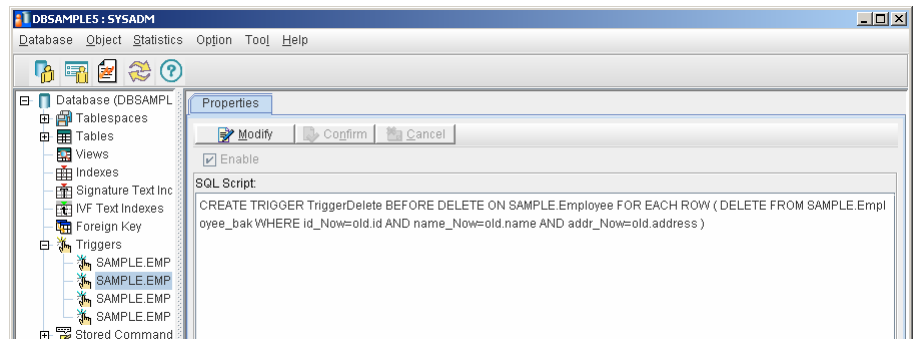 DBSAMPLE5 : SYSADM
Database Object Statistics Option Tool Help
Database (DBSAMPL
Tablespaces
Tables
Views
Indexes
Signature Text Inc
IVF Text Indexes
Foreign Key
Triggers
SAMPLE.EMP
SAMPLE.EMP
SAMPLE.EMP
SAMPLE.EMP
Stored Command
Properties
Modify Confirm Cancel
Enable
SQL Script:
CREATE TRIGGER TriggerDelete BEFORE DELETE ON SAMPLE.Employee FOR EACH ROW ( DELETE FROM SAMPLE.Empl
oyee_bak WHERE id_Now=old.id AND name_Now=old.name AND addr_Now=old.address )